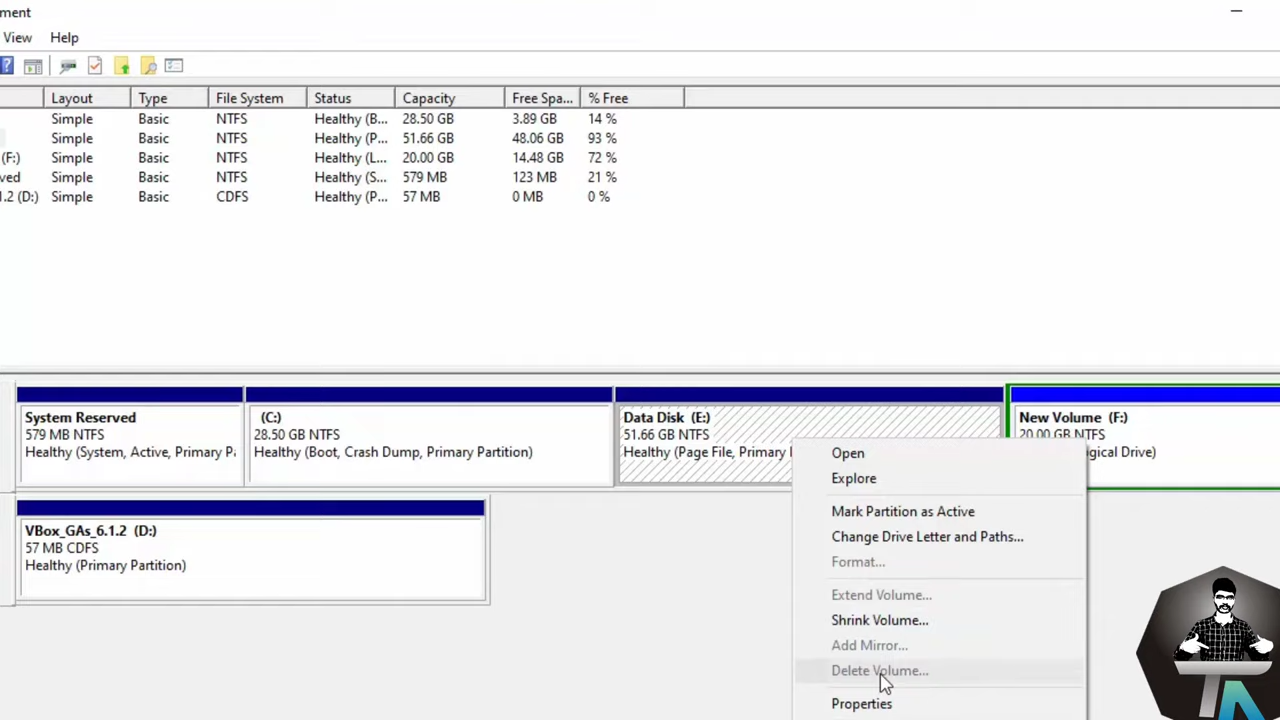 ment
View Help
Layout Type File System Status Capacity Free Spa... % Free
Simple Basic NTFS Healthy (B... 28.50 GB 3.89 GB 14 %
Simple Basic NTFS Healthy (P... 51.66 GB 48.06 GB 93 %
(F:) Simple Basic NTFS Healthy (L... 20.00 GB 14.48 GB 72 %
ved Simple Basic NTFS Healthy (S... 579 MB 123 MB 21 %
1.2 (D:) Simple Basic CDFS Healthy (P... 57 MB 0 MB 0 %
System Reserved
579 MB NTFS
Healthy (System, Active, Primary P
(C:)
28.50 GB NTFS
Healthy (Boot, Crash Dump, Primary Partition)
Data Disk (E:)
51.66 GB NTFS
Healthy (Page File, Primary
New Volume (F:)
20.00 GB NTFS
gical Drive)
VBox_GAs_6.1.2 (D:)
57 MB CDFS
Healthy (Primary Partition)
Open
Explore
Mark Partition as Active
Change Drive Letter and Paths...
Format...
Extend Volume...
Shrink Volume...
Add Mirror...
Delete Volume...
Properties